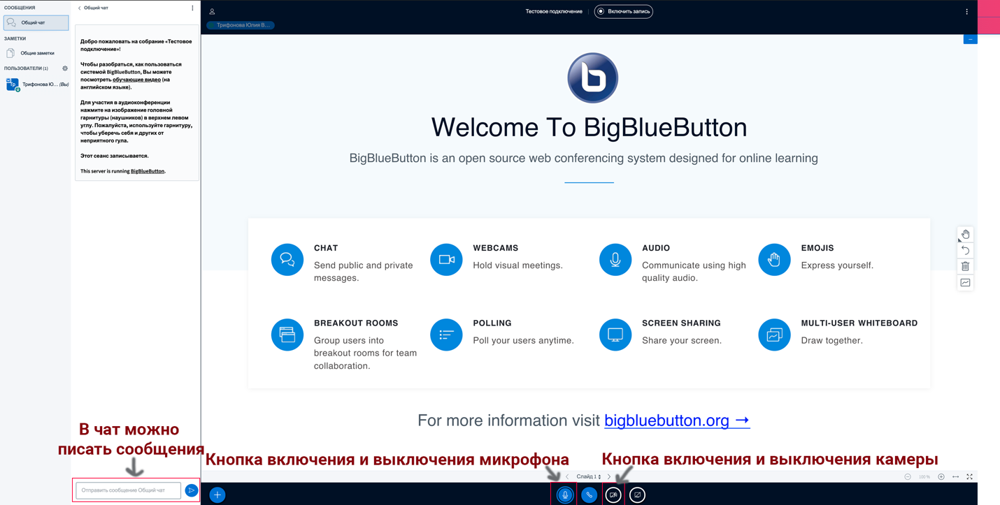 СООБЩЕНИЯ
Общий чат
ЗАМЕТКИ
Общие заметки
ПОЛЬЗОВАТЕЛИ (1)
Тр
Трифонова Ю... (Вы)
Общий чат
Добро пожаловать на собрание «Тестовое
подключение»!
Чтобы разобраться, как пользоваться
системой BigBlueButton, Вы можете
посмотреть обучающие видео (на
английском языке).
Для участия в аудиоконференции
нажмите на изображение головной
гарнитуры (наушников) в верхнем левом
углу. Пожалуйста, используйте гарнитуру,
чтобы уберечь себя и других от
неприятного гула.
Этот сеанс записывается.
This server is running BigBlueButton.
В чат можно
писать сообщения
Отправить сообщение Общий чат
Тестовое подключение
Включить запись
Трифонова Юлия В...
b
Welcome To BigBlueButton
BigBlueButton is an open source web conferencing system designed for online learning
CHAT
Send public and private
messages.
WEBCAMS
Hold visual meetings.
AUDIO
Communicate using high
quality audio.
EMOJIS
Express yourself.
BREAKOUT ROOMS
Group users into
breakout rooms for team
collaboration.
POLLING
Poll your users anytime.
SCREEN SHARING
Share your screen.
MULTI-USER WHITEBOARD
Draw together.
For more information visit bigbluebutton.org →
Кнопка включения и выключения микрофона
Кнопка включения и выключения камеры
Слайд 1
100 %